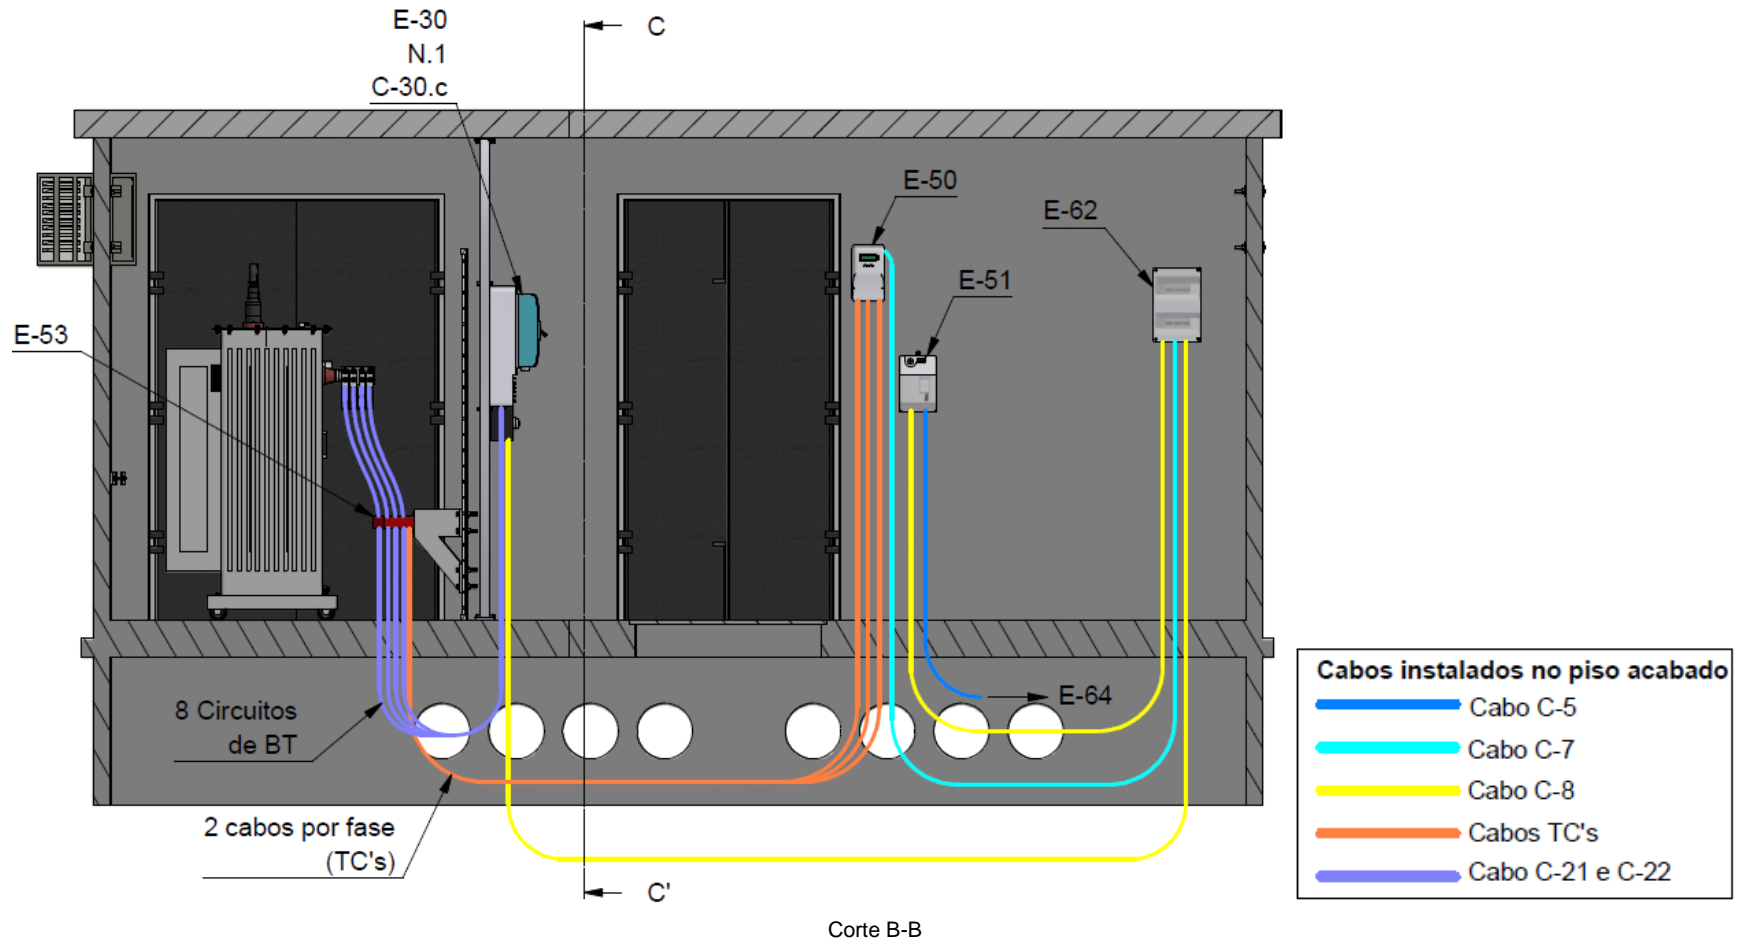 E-30
N.1
C-30.c
C
E-50
E-62
E-51
E-53
8 Circuitos
de BT
E-64
2 cabos por fase
(TC's)
C'
Cabos instalados no piso acabado
Cabo C-5
Cabo C-7
Cabo C-8
Cabos TC's
Cabo C-21 e C-22
Corte B-B